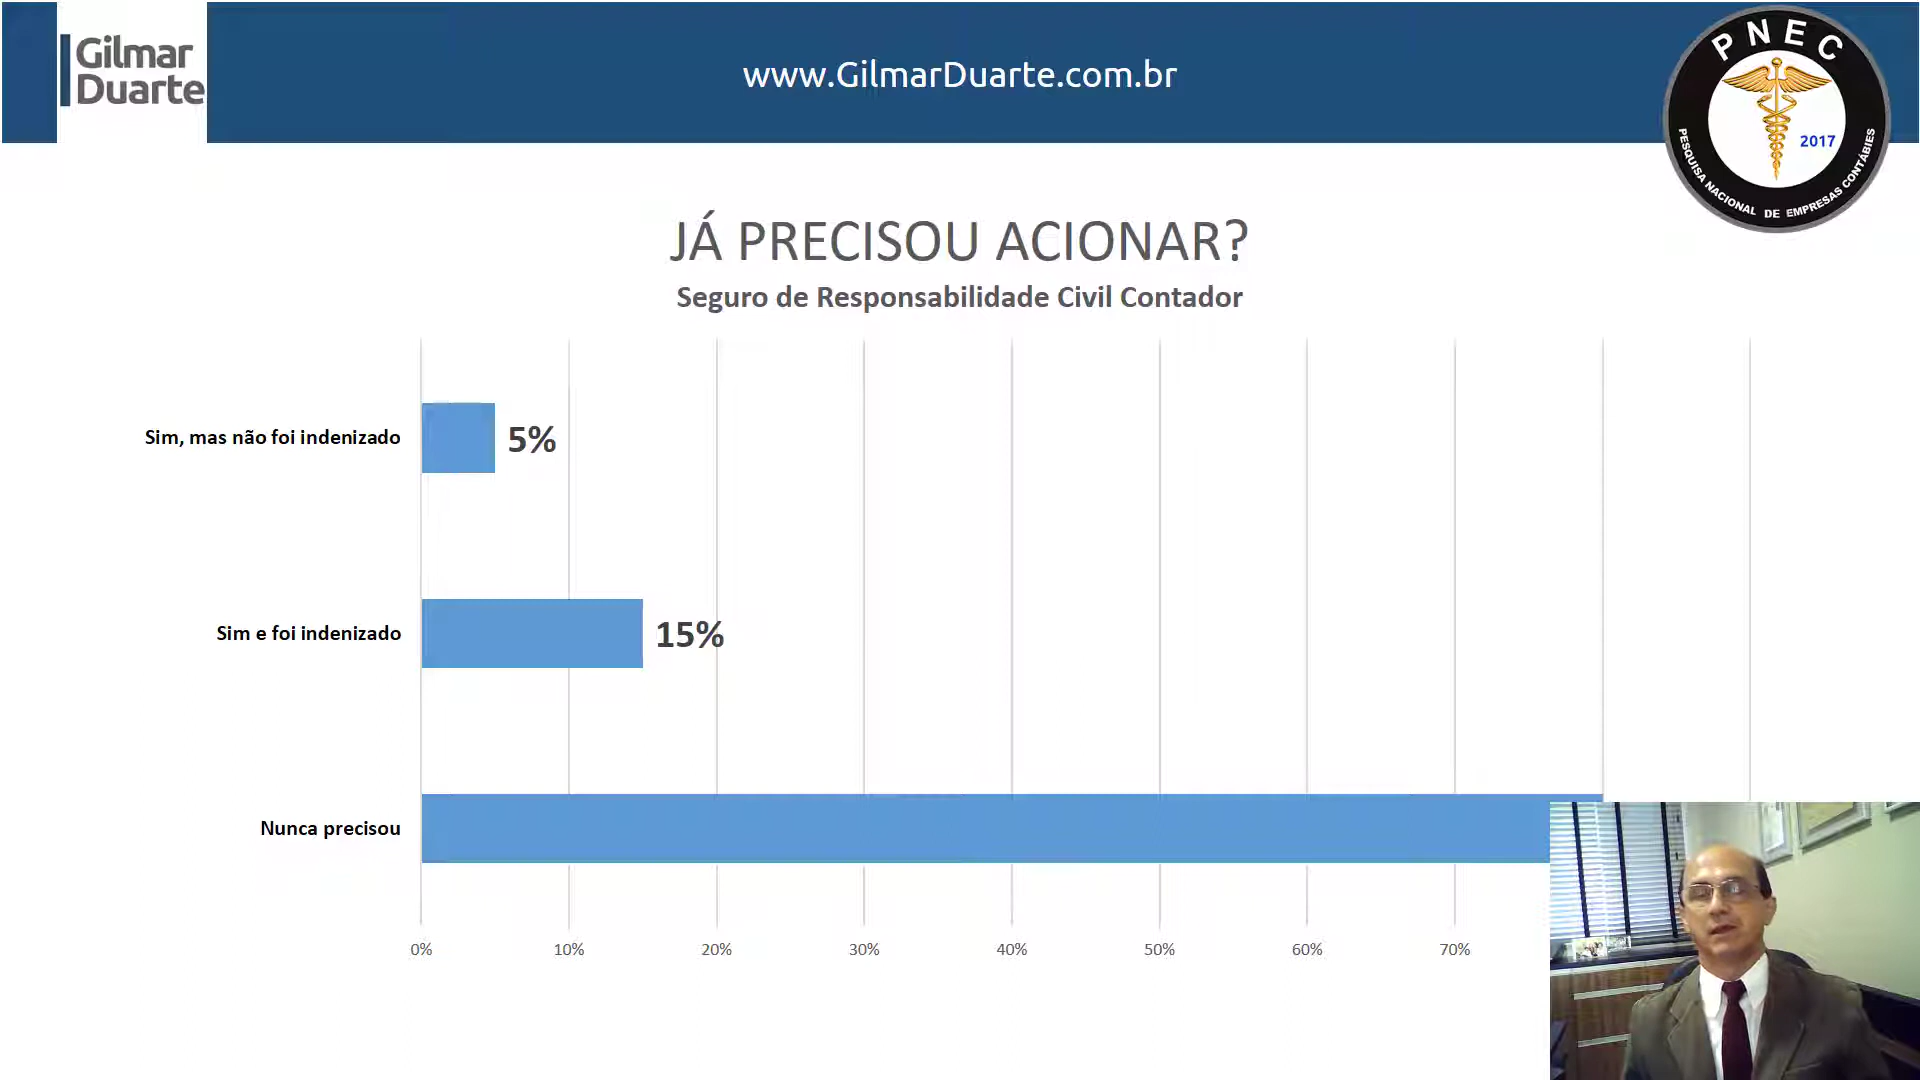 Gilmar
Duarte
www.GilmarDuarte.com.br
PNEC
2017
PESQUISA NACIONAL DE EMPRESAS CONTÁBIES
JÁ PRECISOU ACIONAR?
Seguro de Responsabilidade Civil Contador
Sim, mas não foi indenizado
5%
Sim e foi indenizado
15%
Nunca precisou
0% 10% 20% 30% 40% 50% 60% 70%